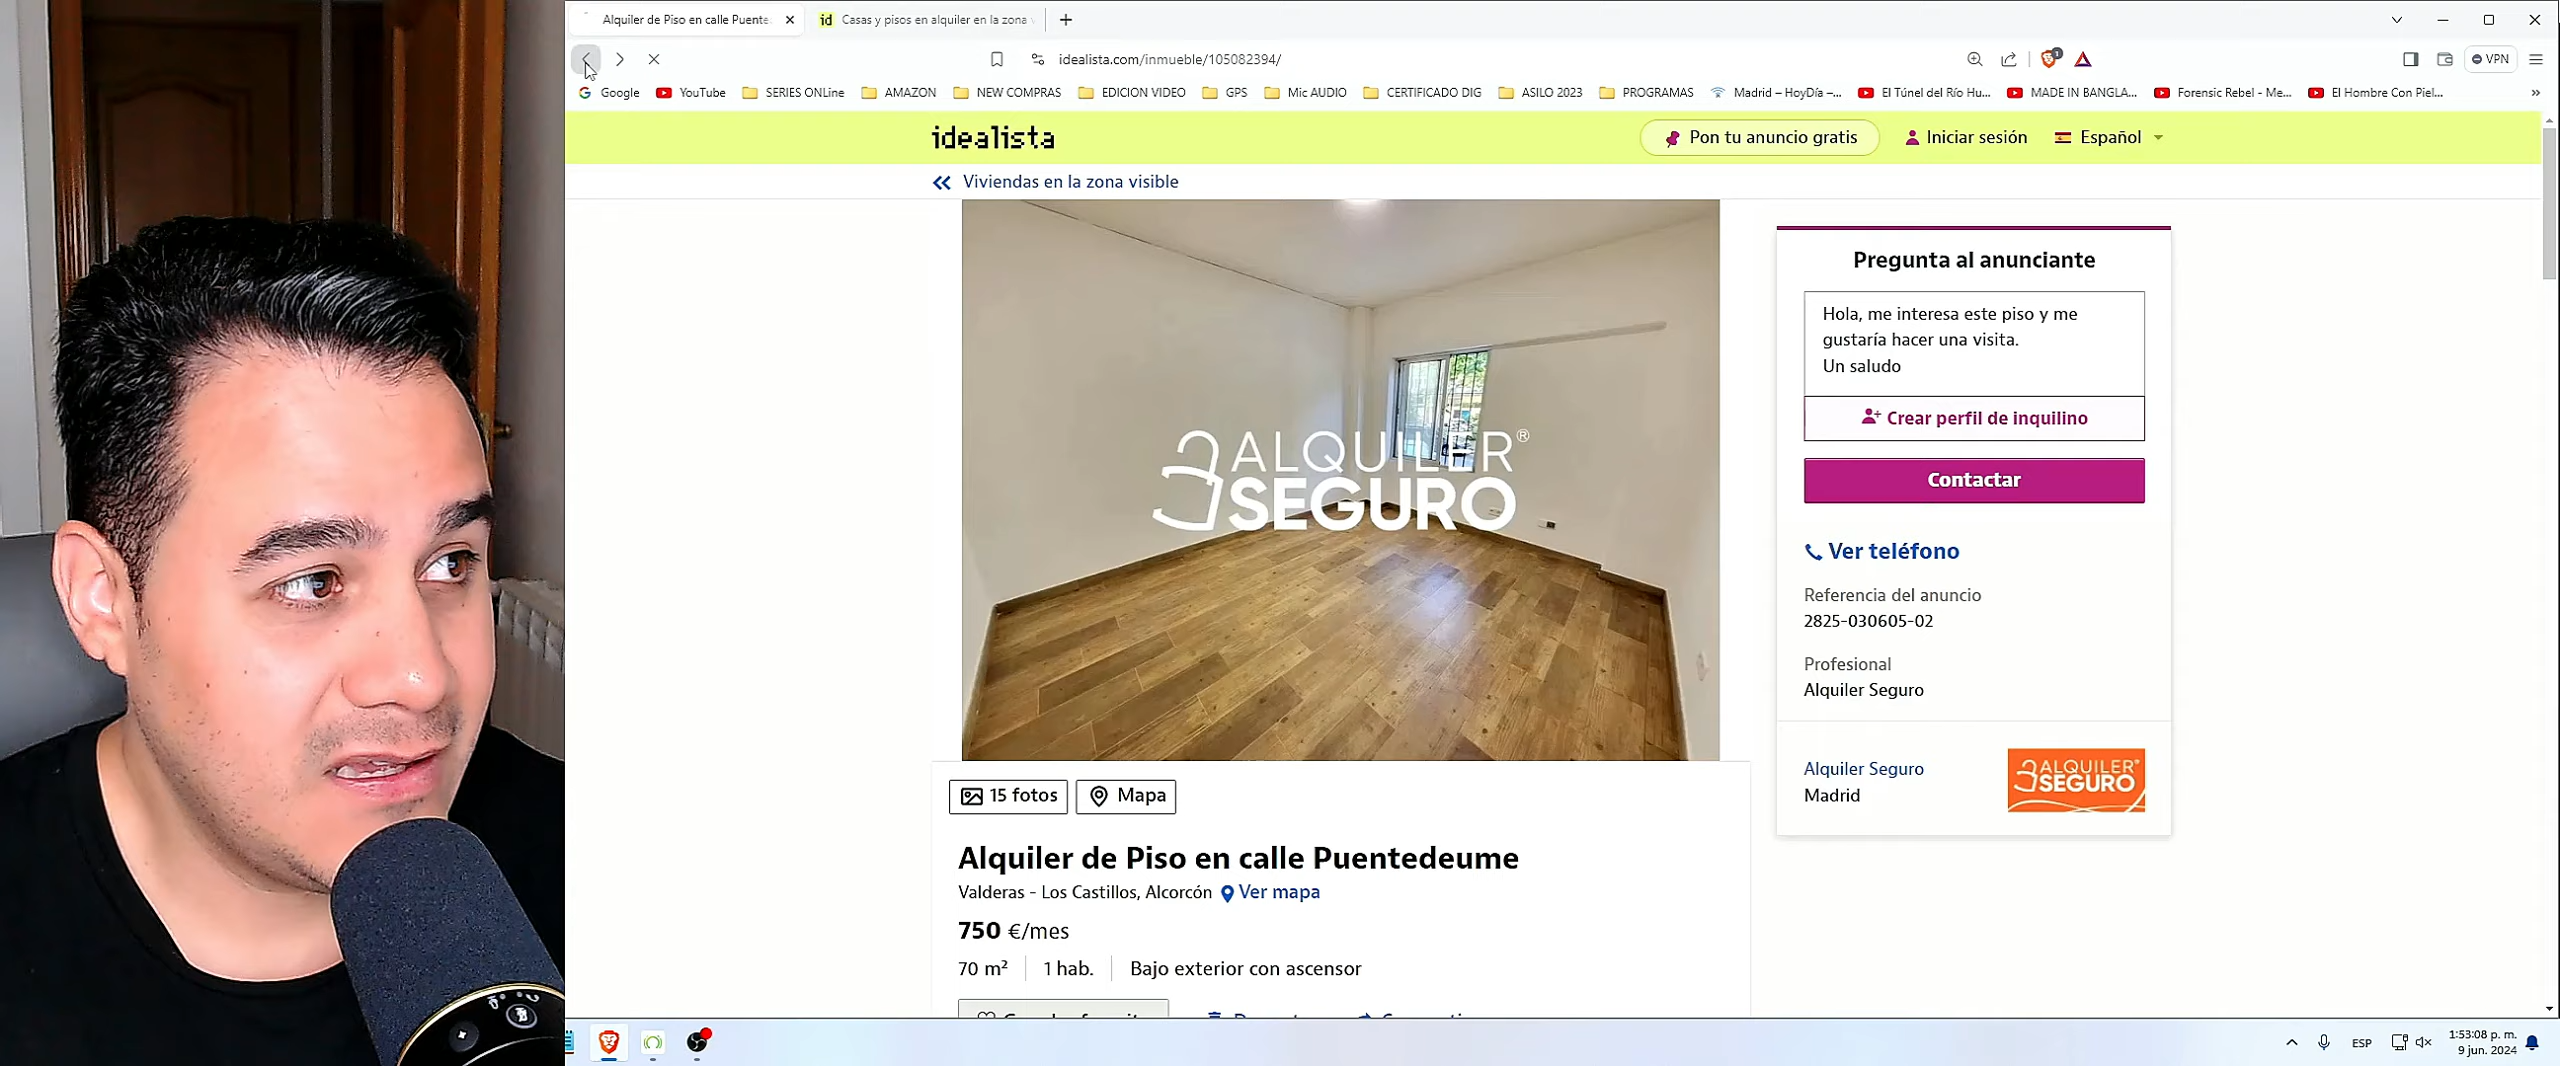 Alquiler de Piso en calle Puente
Casas y pisos en alquiler en la zona
idealista.com/inmueble/105082394/
VPN
Google
YouTube
SERIES ONLine
AMAZON
NEW COMPRAS
EDICION VIDEO
GPS
Mic AUDIO
CERTIFICADO DIG
ASILO 2023
PROGRAMAS
Madrid – HoyDía –...
El Túnel del Río Hu...
MADE IN BANGLA...
Forensic Rebel - Me...
El Hombre Con Piel...
idealista
Pon tu anuncio gratis
Iniciar sesión
Español
Viviendas en la zona visible
ALQUILER®
SEGURO
Pregunta al anunciante
Hola, me interesa este piso y me
gustaría hacer una visita.
Un saludo
Crear perfil de inquilino
Contactar
Ver teléfono
Referencia del anuncio
2825-030605-02
Profesional
Alquiler Seguro
Alquiler Seguro
Madrid
ALQUILER®
SEGURO
15 fotos
Mapa
Alquiler de Piso en calle Puentedeume
Valderas - Los Castillos, Alcorcón Ver mapa
750 €/mes
70 m² 1 hab. Bajo exterior con ascensor
ESP
1:53:08 p. m.
9 jun. 2024